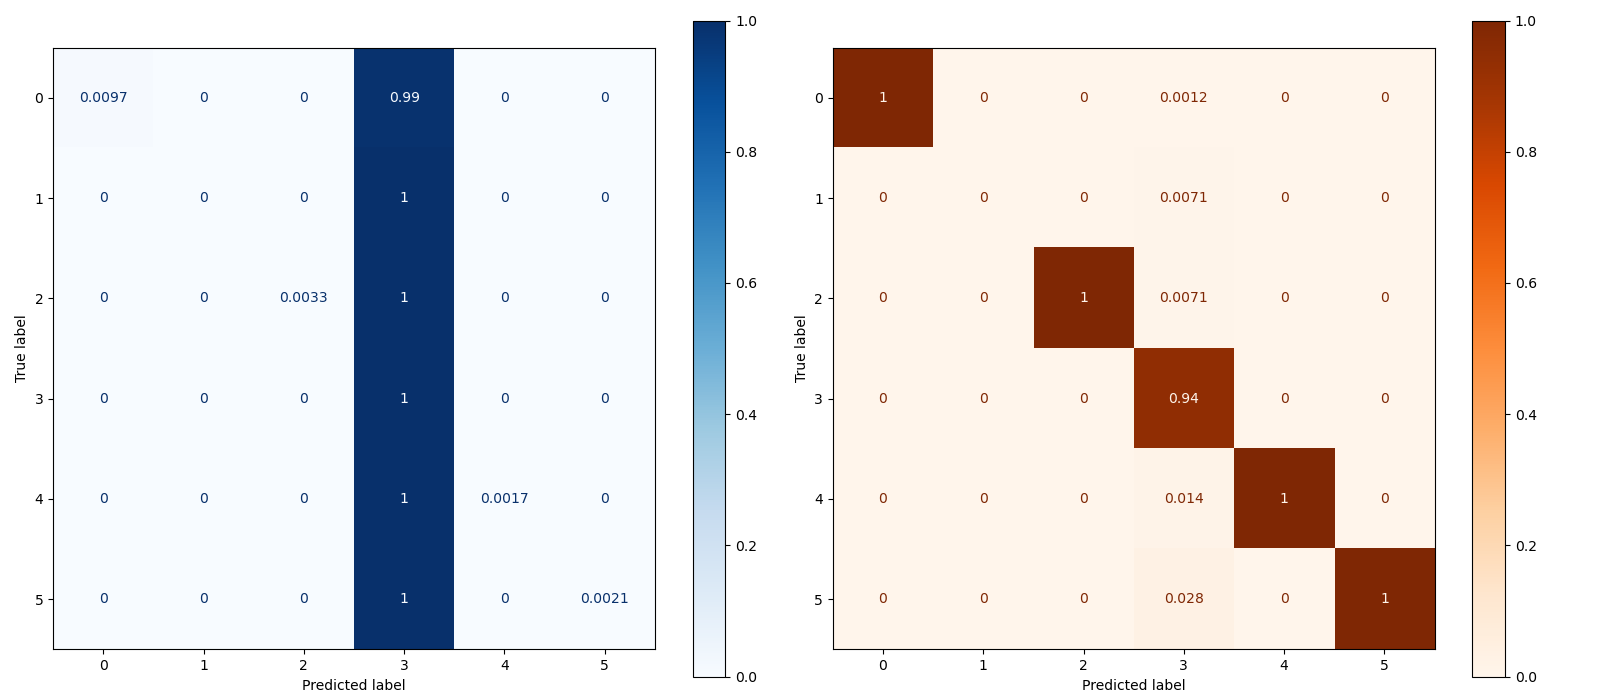 0 0.0097 0 0 0.99 0 0
1 0 0 0 1 0 0
2 0 0 0.0033 1 0 0
3 0 0 0 1 0 0
4 0 0 0 1 0.0017 0
5 0 0 0 1 0 0.0021
0 1 2 3 4 5
True label
Predicted label
1.0
0.8
0.6
0.4
0.2
0.0
0 1 0 0 0.0012 0 0
1 0 0 0 0.0071 0 0
2 0 0 1 0.0071 0 0
3 0 0 0 0.94 0 0
4 0 0 0 0.014 1 0
5 0 0 0 0.028 0 1
0 1 2 3 4 5
True label
Predicted label
1.0
0.8
0.6
0.4
0.2
0.0